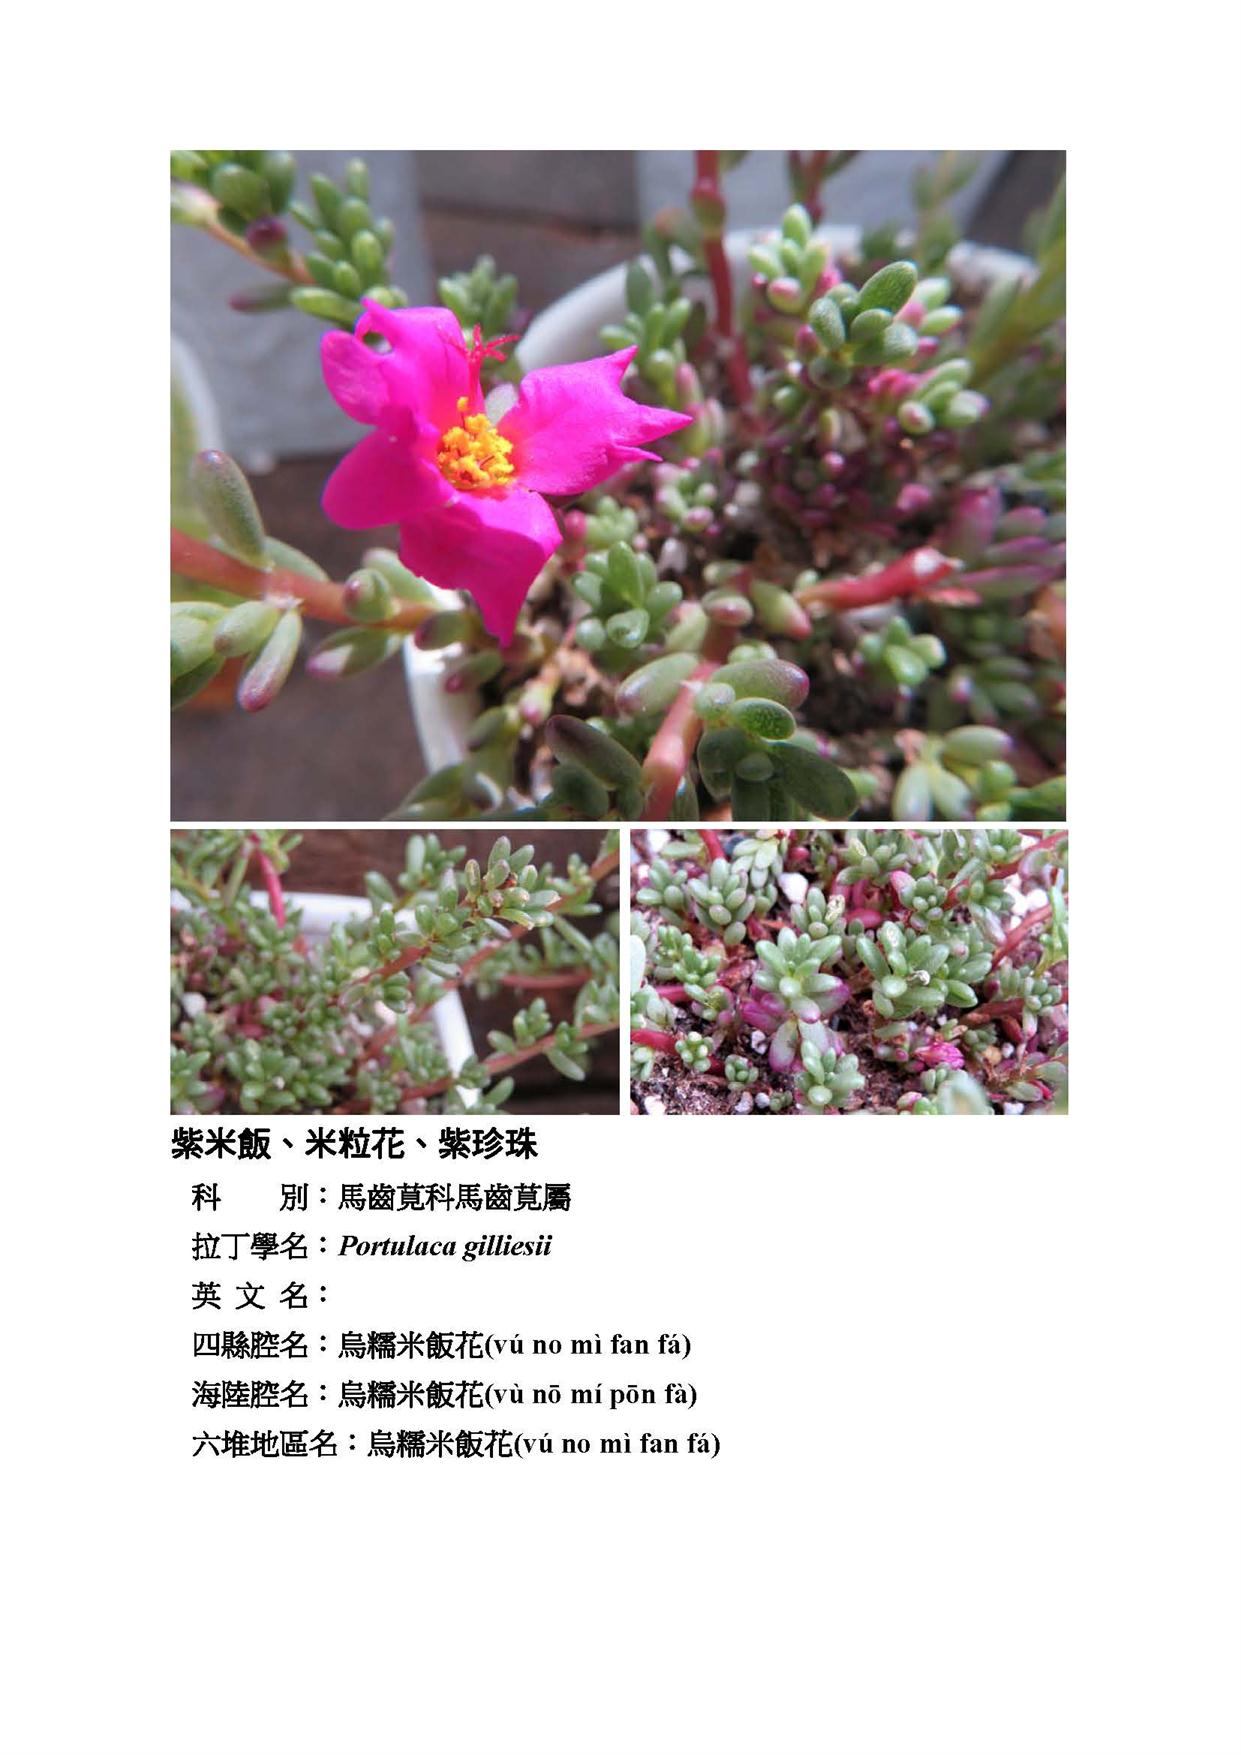 紫米飯、米粒花、紫珍珠
科　　別：馬齒莧科馬齒莧屬
拉丁學名：Portulaca gilliesii
英 文 名：
四縣腔名：烏糯米飯花(vú no mì fan fá)
海陸腔名：烏糯米飯花(vù nō mí pōn fà)
六堆地區名：烏糯米飯花(vú no mì fan fá)